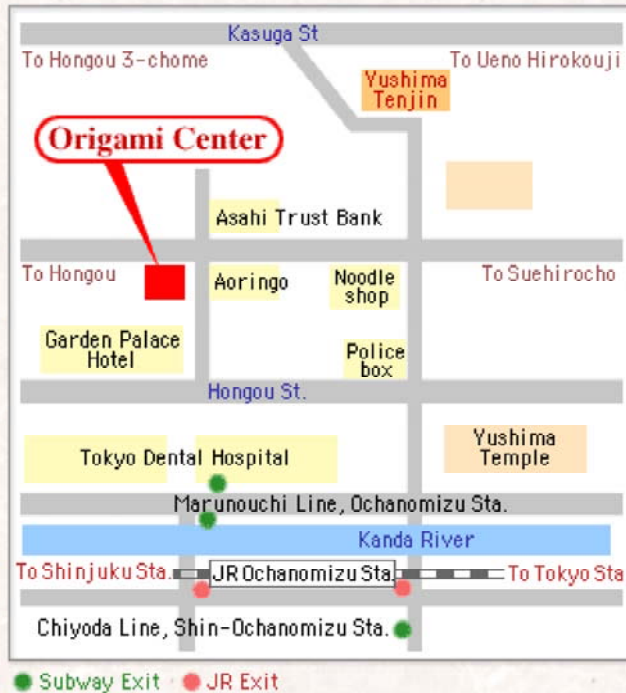 Kasuga St
To Hongou 3-chome
To Ueno Hirokouji
Yushima
Tenjin
Origami Center
Asahi Trust Bank
To Hongou
Aoringo
Noodle
shop
To Suehirocho
Garden Palace
Hotel
Police
box
Hongou St.
Tokyo Dental Hospital
Yushima
Temple
Marunouchi Line, Ochanomizu Sta.
Kanda River
To Shinjuku Sta.
JR Ochanomizu Sta.
To Tokyo Sta
Chiyoda Line, Shin-Ochanomizu Sta.
Subway Exit
JR Exit